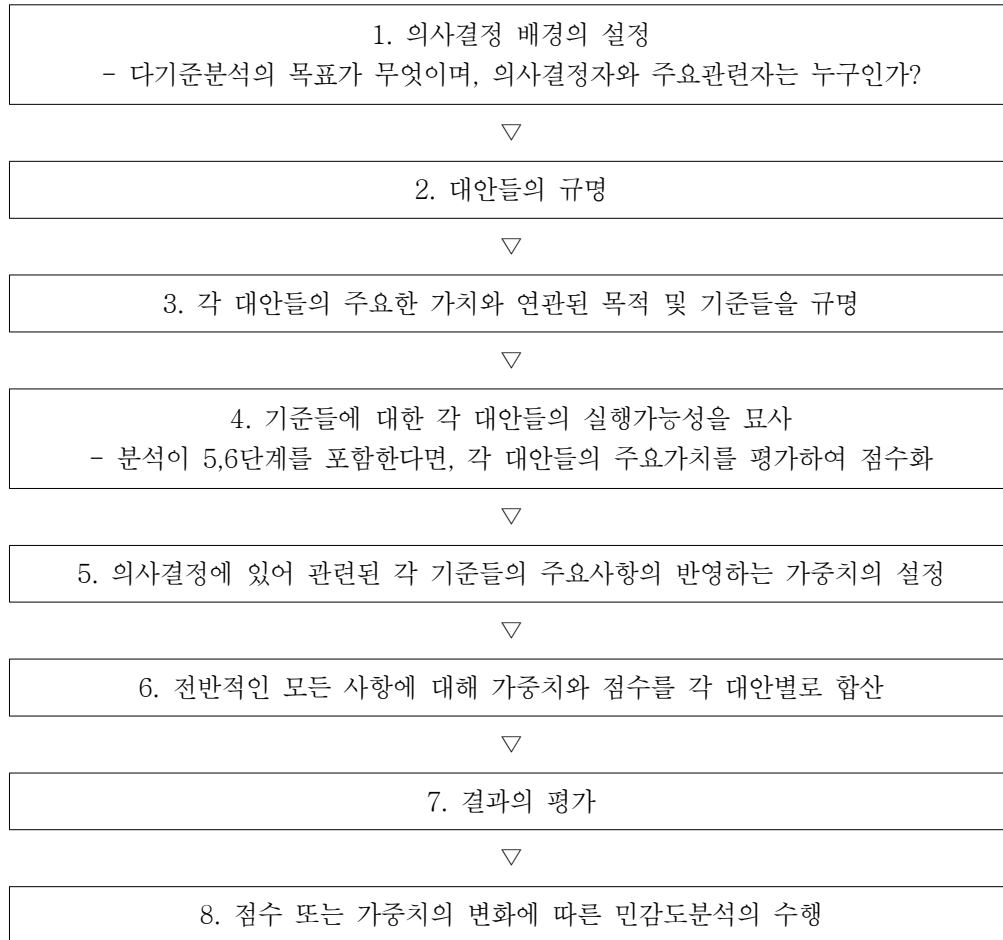 1. 의사결정 배경의 설정
- 다기준분석의 목표가 무엇이며, 의사결정자와 주요관련자는 누구인가?
▽
2. 대안들의 규명
▽
3. 각 대안들의 주요한 가치와 연관된 목적 및 기준들을 규명
▽
4. 기준들에 대한 각 대안들의 실행가능성을 묘사
- 분석이 5,6단계를 포함한다면, 각 대안들의 주요가치를 평가하여 점수화
▽
5. 의사결정에 있어 관련된 각 기준들의 주요사항의 반영하는 가중치의 설정
▽
6. 전반적인 모든 사항에 대해 가중치와 점수를 각 대안별로 합산
▽
7. 결과의 평가
▽
8. 점수 또는 가중치의 변화에 따른 민감도분석의 수행